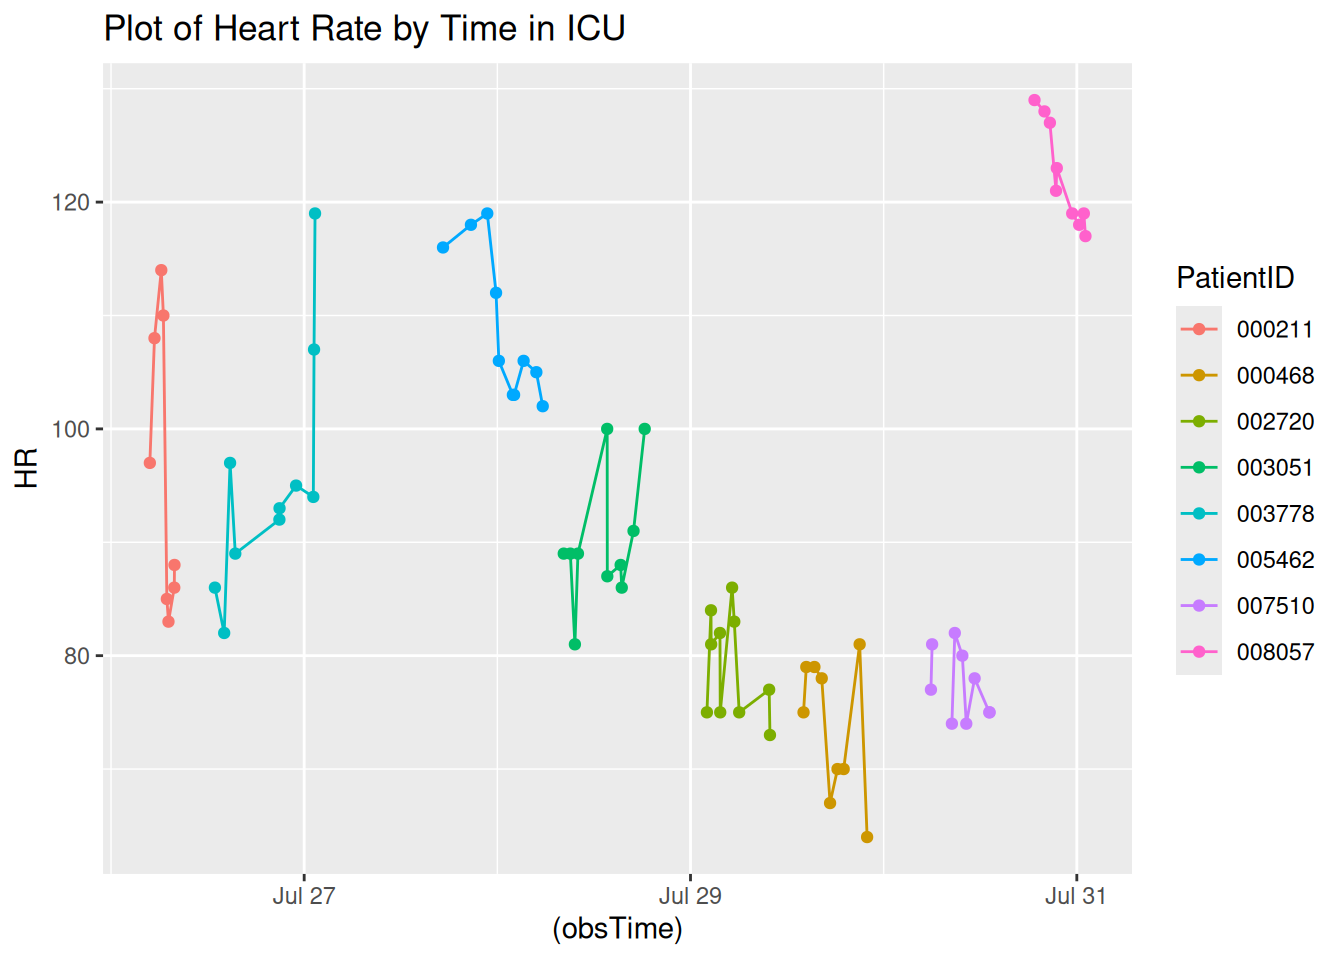 Plot of Heart Rate by Time in ICU
HR
120
100
80
Jul 27
Jul 29
Jul 31
(obsTime)
PatientID
000211
000468
002720
003051
003778
005462
007510
008057